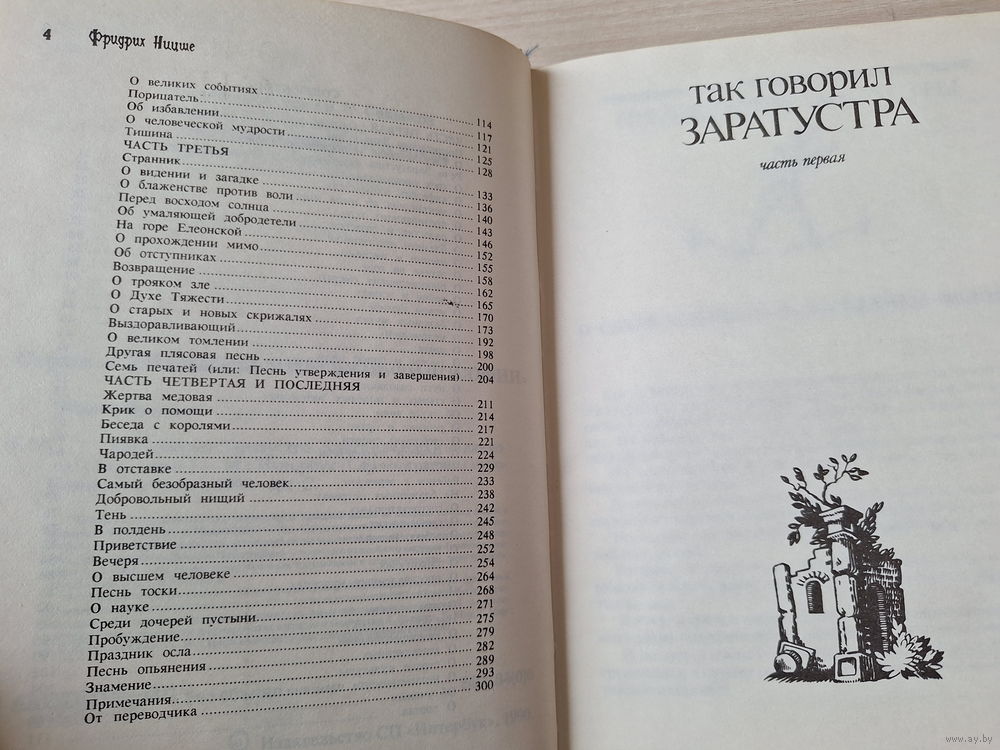 4 Фридрих Ницше
О великих событиях 114
Порицатель 117
Об избавлении 121
О человеческой мудрости 125
Тишина 128
ЧАСТЬ ТРЕТЬЯ
Странник 133
О видении и загадке 136
О блаженстве против воли 140
Перед восходом солнца 143
Об умаляющей добродетели 146
На горе Елеонской 152
О прохождении мимо 155
Об отступниках 158
Возвращение 162
О трояком зле 165
О Духе Тяжести 170
О старых и новых скрижалях 173
Выздоравливающий 192
О великом томлении 198
Другая плясовая песнь 200
Семь печатей (или: Песнь утверждения и завершения) 204
ЧАСТЬ ЧЕТВЕРТАЯ И ПОСЛЕДНЯЯ
Жертва медовая 211
Крик о помощи 214
Беседа с королями 217
Пиявка 221
Чародей 224
В отставке 229
Самый безобразный человек 233
Добровольный нищий 238
Тень 242
В полдень 245
Приветствие 248
Вечеря 252
О высшем человеке 254
Песнь тоски 264
О науке 268
Среди дочерей пустыни 271
Пробуждение 275
Праздник осла 279
Песнь опьянения 282
Знамение 289
Примечания 293
От переводчика 300
так говорил
ЗАРАТУСТРА
часть первая
www.ay.by